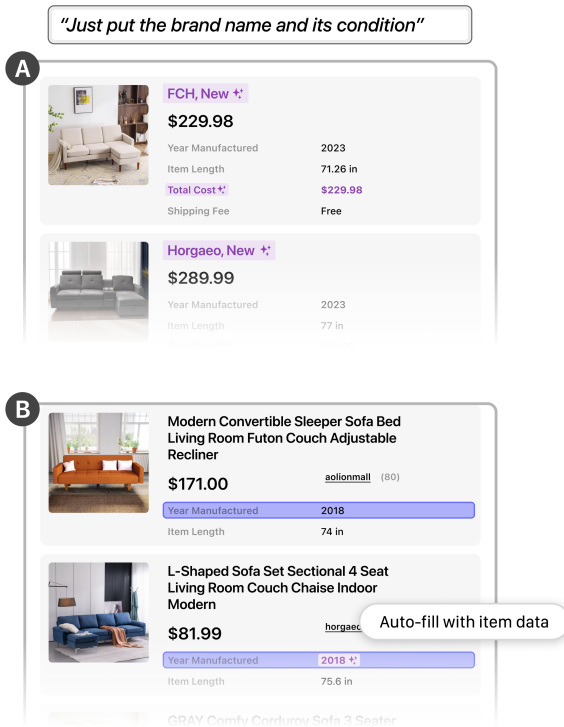 “Just put the brand name and its condition”
A
FCH, New
$229.98
Year Manufactured 2023
Item Length 71.26 in
Total Cost $229.98
Shipping Fee Free
Horgaeo, New
$289.99
Year Manufactured 2023
Item Length 77 in
B
Modern Convertible Sleeper Sofa Bed
Living Room Futon Couch Adjustable
Recliner
$171.00 aolionmall (80)
Year Manufactured 2018
Item Length 74 in
L-Shaped Sofa Set Sectional 4 Seat
Living Room Couch Chaise Indoor
Modern
Auto-fill with item data
$81.99
Year Manufactured 2018
Item Length 75.6 in
GRAY Comfy Corduroy Sofa 3 Seater